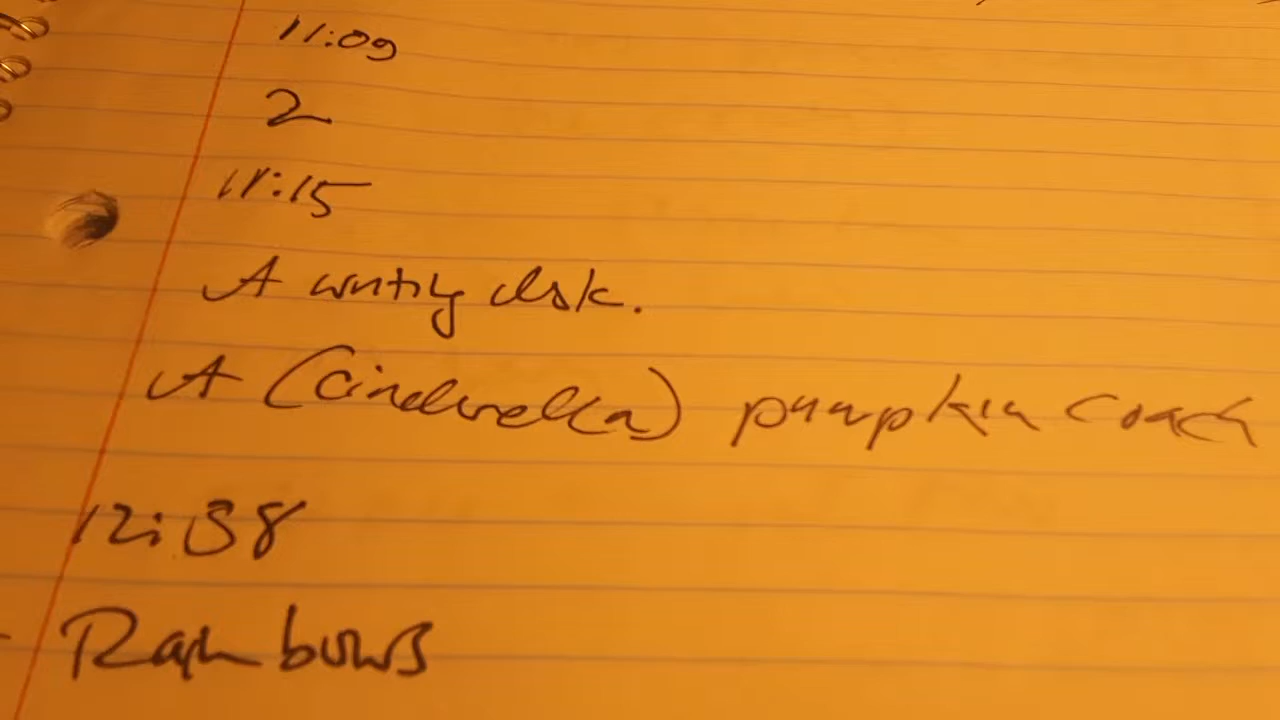 11:09
2
11:15
A writing desk.
A (Cinderella) pumpkin coach
12:38
Rainbows